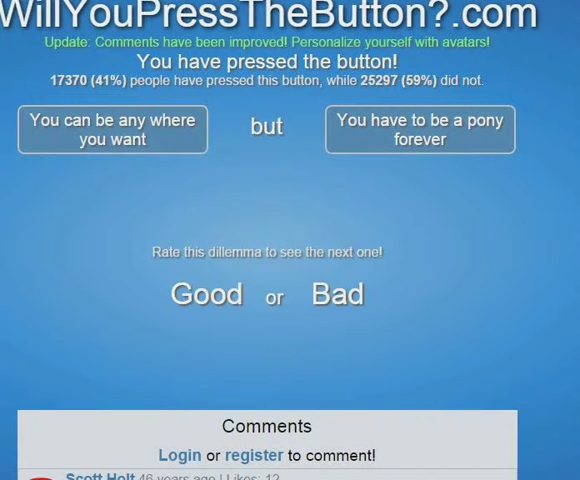 WillYouPressTheButton?.com
Update: Comments have been improved! Personalize yourself with avatars!
You have pressed the button!
17370 (41%) people have pressed this button, while 25297 (59%) did not.
You can be any where
you want
but
You have to be a pony
forever
Rate this dillemma to see the next one!
Good or Bad
Comments
Login or register to comment!
Scott Holt 46 years ago | Likes: 12